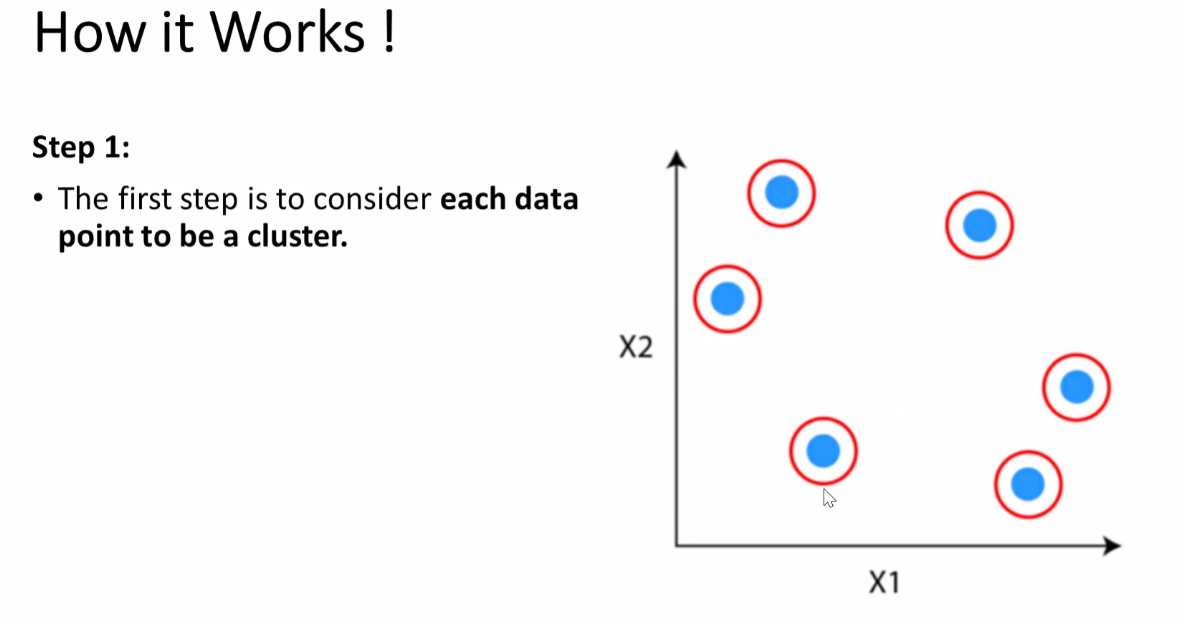 How it Works !
Step 1:
• The first step is to consider each data
point to be a cluster.
X2
X1